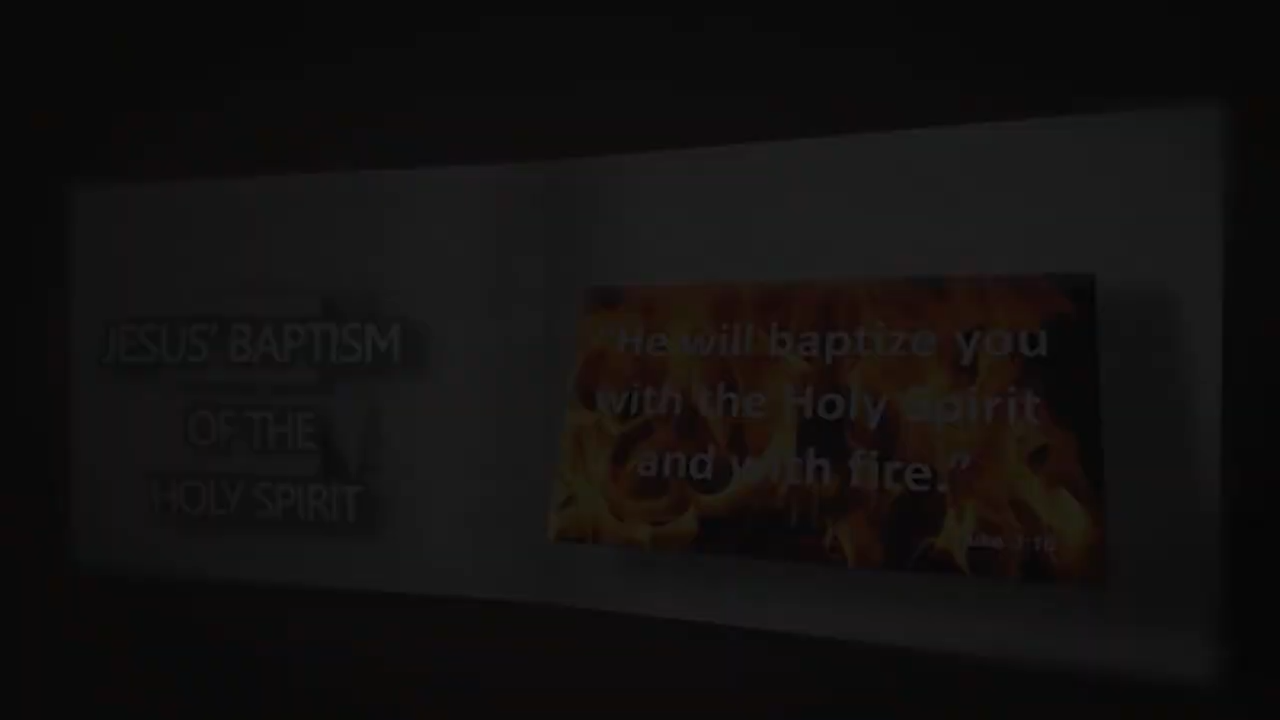 JESUS' BAPTISM
OF THE
HOLY SPIRIT
"He will baptize you
with the Holy Spirit
and with fire."